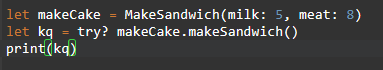 let makeCake = MakeSandwich(milk: 5, meat: 8)
let kq = try? makeCake.makeSandwich()
print(kq)